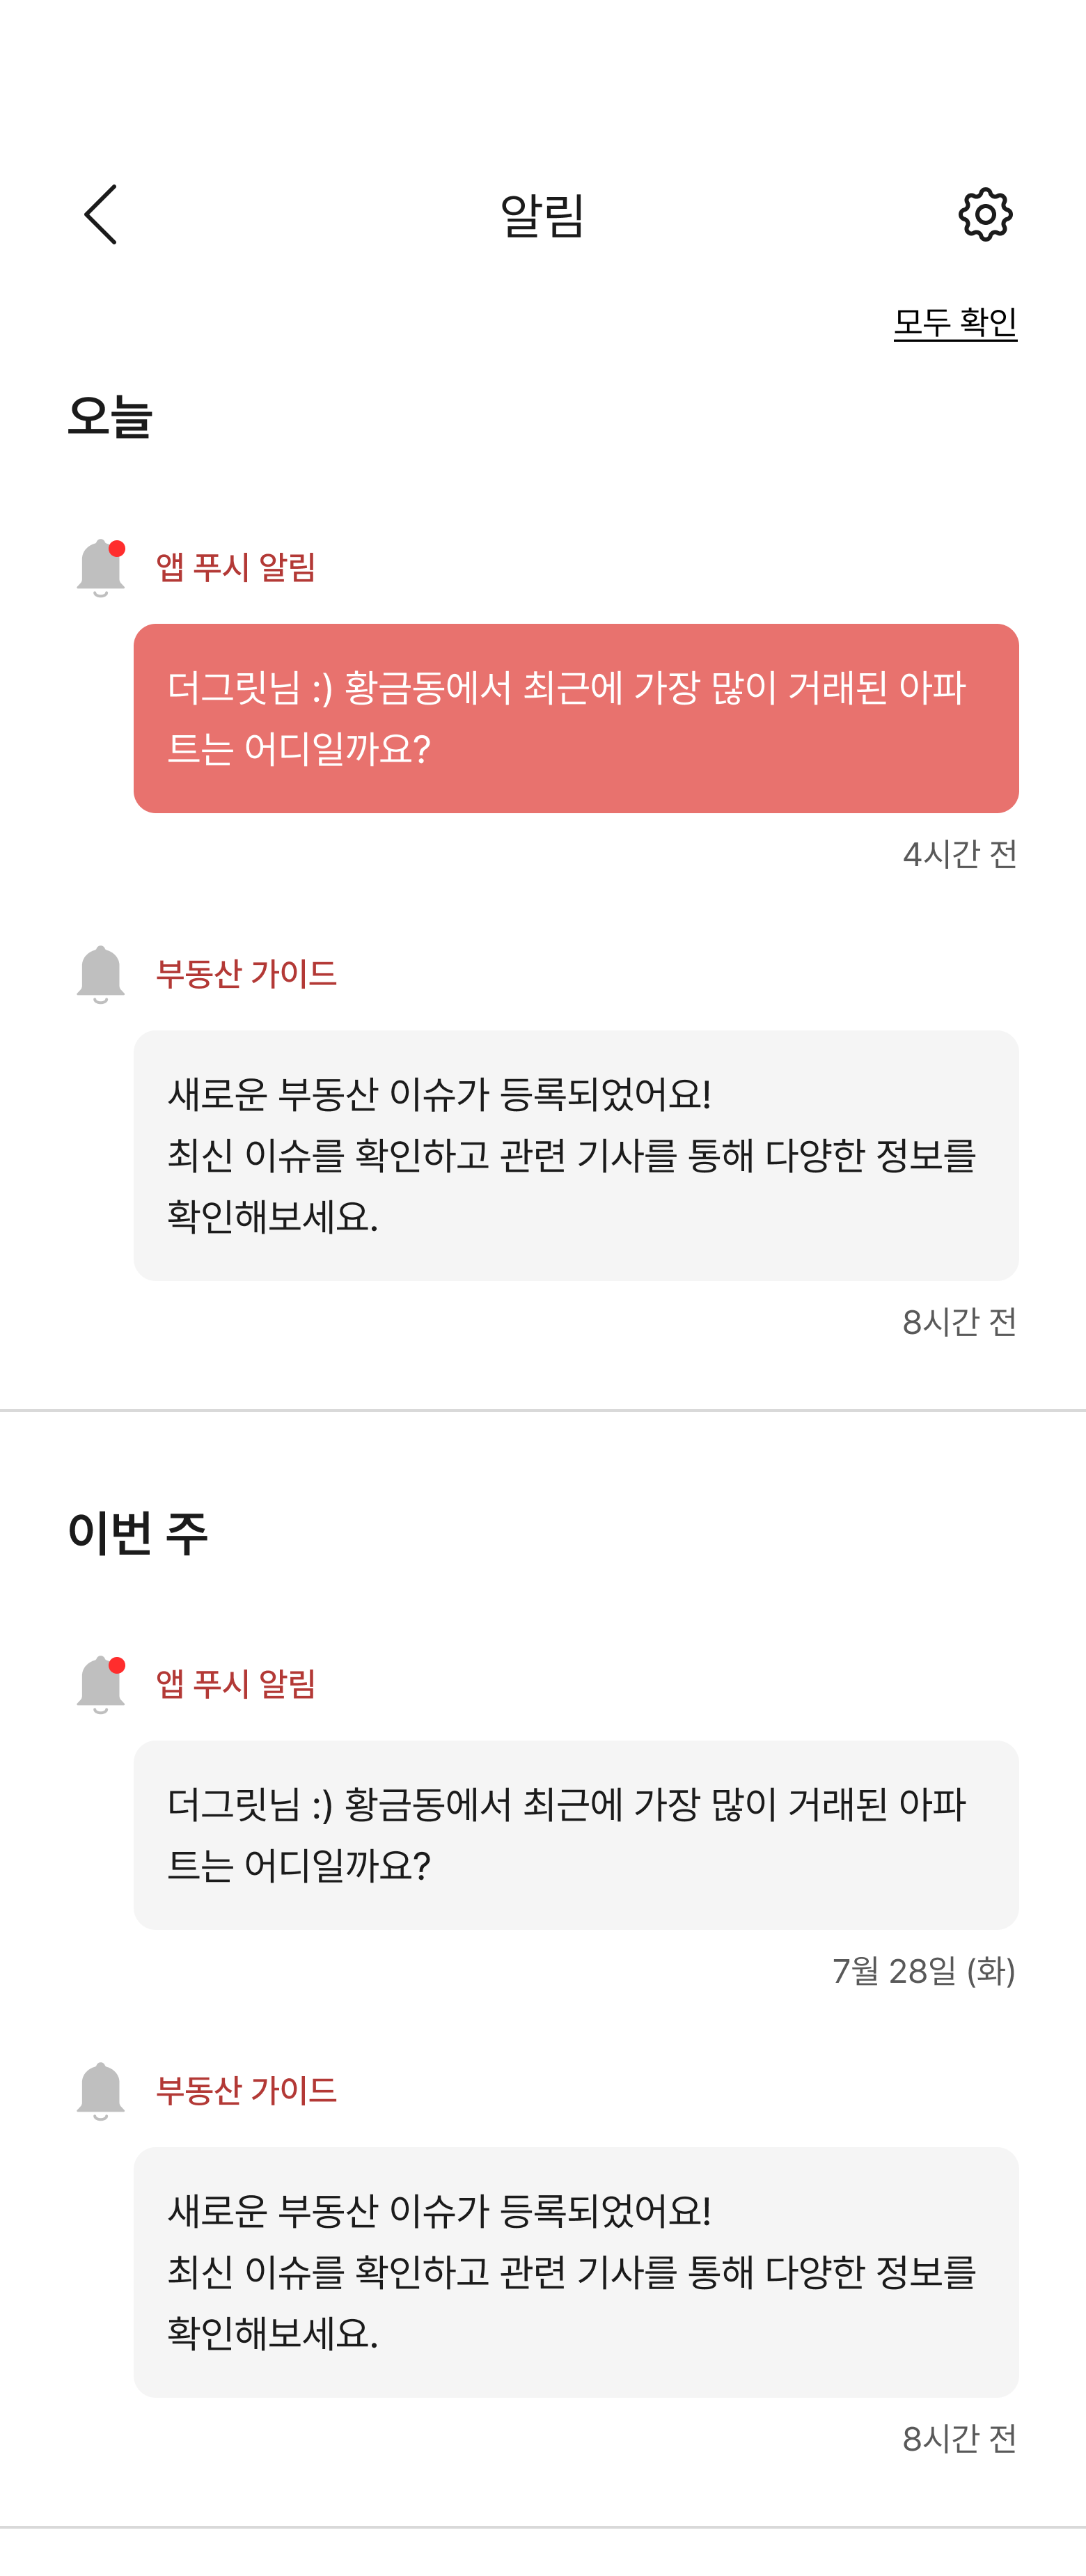 알림
모두 확인
오늘
앱 푸시 알림
더그릿님 :) 황금동에서 최근에 가장 많이 거래된 아파
트는 어디일까요?
4시간 전
부동산 가이드
새로운 부동산 이슈가 등록되었어요!
최신 이슈를 확인하고 관련 기사를 통해 다양한 정보를
확인해보세요.
8시간 전
이번 주
앱 푸시 알림
더그릿님 :) 황금동에서 최근에 가장 많이 거래된 아파
트는 어디일까요?
7월 28일 (화)
부동산 가이드
새로운 부동산 이슈가 등록되었어요!
최신 이슈를 확인하고 관련 기사를 통해 다양한 정보를
확인해보세요.
8시간 전